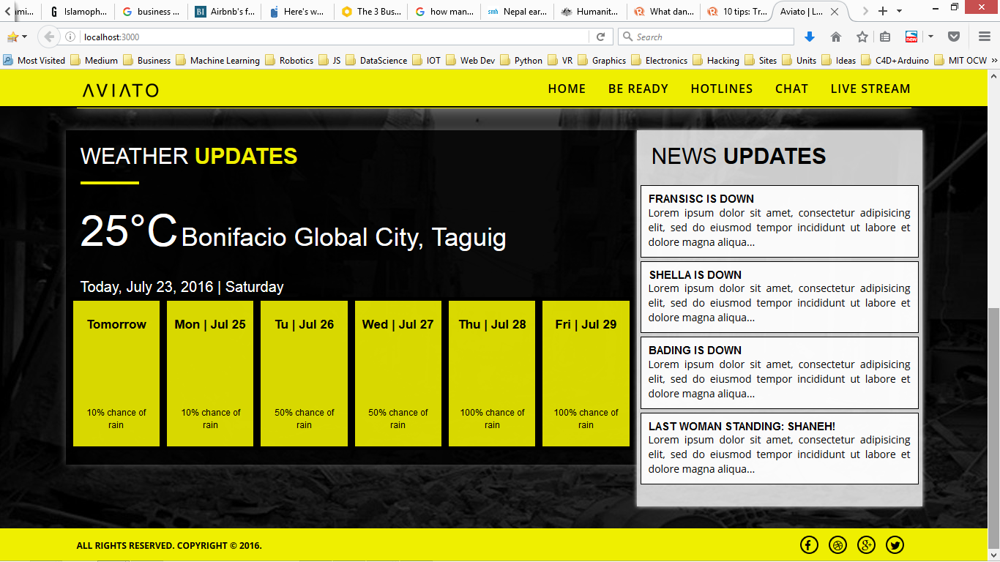 mi...
Islamoph...
business ...
Airbnb's f...
Here's w...
The 3 Bus...
how man...
Nepal ear...
Humanit...
What dan...
10 tips: Tr...
Aviato | L...
localhost:3000
Search
Most Visited
Medium
Business
Machine Learning
Robotics
JS
DataScience
IOT
Web Dev
Python
VR
Graphics
Electronics
Hacking
Sites
Units
Ideas
C4D+Arduino
MIT OCW
AVIATO
HOME
BE READY
HOTLINES
CHAT
LIVE STREAM
WEATHER UPDATES
25°C Bonifacio Global City, Taguig
Today, July 23, 2016 | Saturday
Tomorrow
10% chance of
rain
Mon | Jul 25
10% chance of
rain
Tu | Jul 26
50% chance of
rain
Wed | Jul 27
50% chance of
rain
Thu | Jul 28
100% chance of
rain
Fri | Jul 29
100% chance of
rain
NEWS UPDATES
FRANSISC IS DOWN
Lorem ipsum dolor sit amet, consectetur adipisicing
elit, sed do eiusmod tempor incididunt ut labore et
dolore magna aliqua...
SHELLA IS DOWN
Lorem ipsum dolor sit amet, consectetur adipisicing
elit, sed do eiusmod tempor incididunt ut labore et
dolore magna aliqua...
BADING IS DOWN
Lorem ipsum dolor sit amet, consectetur adipisicing
elit, sed do eiusmod tempor incididunt ut labore et
dolore magna aliqua...
LAST WOMAN STANDING: SHANEH!
Lorem ipsum dolor sit amet, consectetur adipisicing
elit, sed do eiusmod tempor incididunt ut labore et
dolore magna aliqua...
ALL RIGHTS RESERVED. COPYRIGHT © 2016.